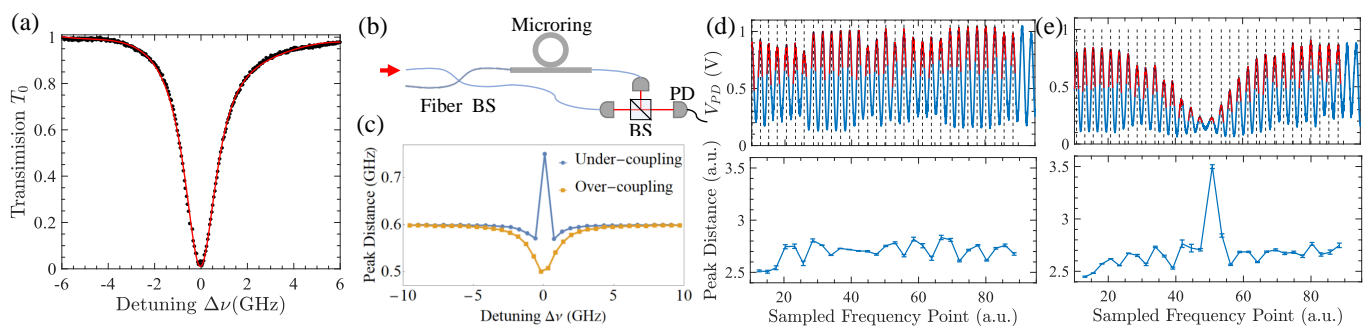 (a)
1
0.8
0.6
0.4
0.2
0
Transmision T0
-6
-4
-2
0
2
4
6
Detuning Δν(GHz)
(b)
Microring
Fiber BS
BS
PD
(c)
Under−coupling
Over−coupling
0.7
0.6
0.5
Peak Distance (GHz)
−10
−5
0
5
10
Detuning Δν (GHz)
(d)
1
0.5
0
VPD (V)
3.5
3
2.5
Peak Distance (a.u.)
20
40
60
80
Sampled Frequency Point (a.u.)
(e)
1
0.5
0
3.5
3
2.5
20
40
60
80
Sampled Frequency Point (a.u.)